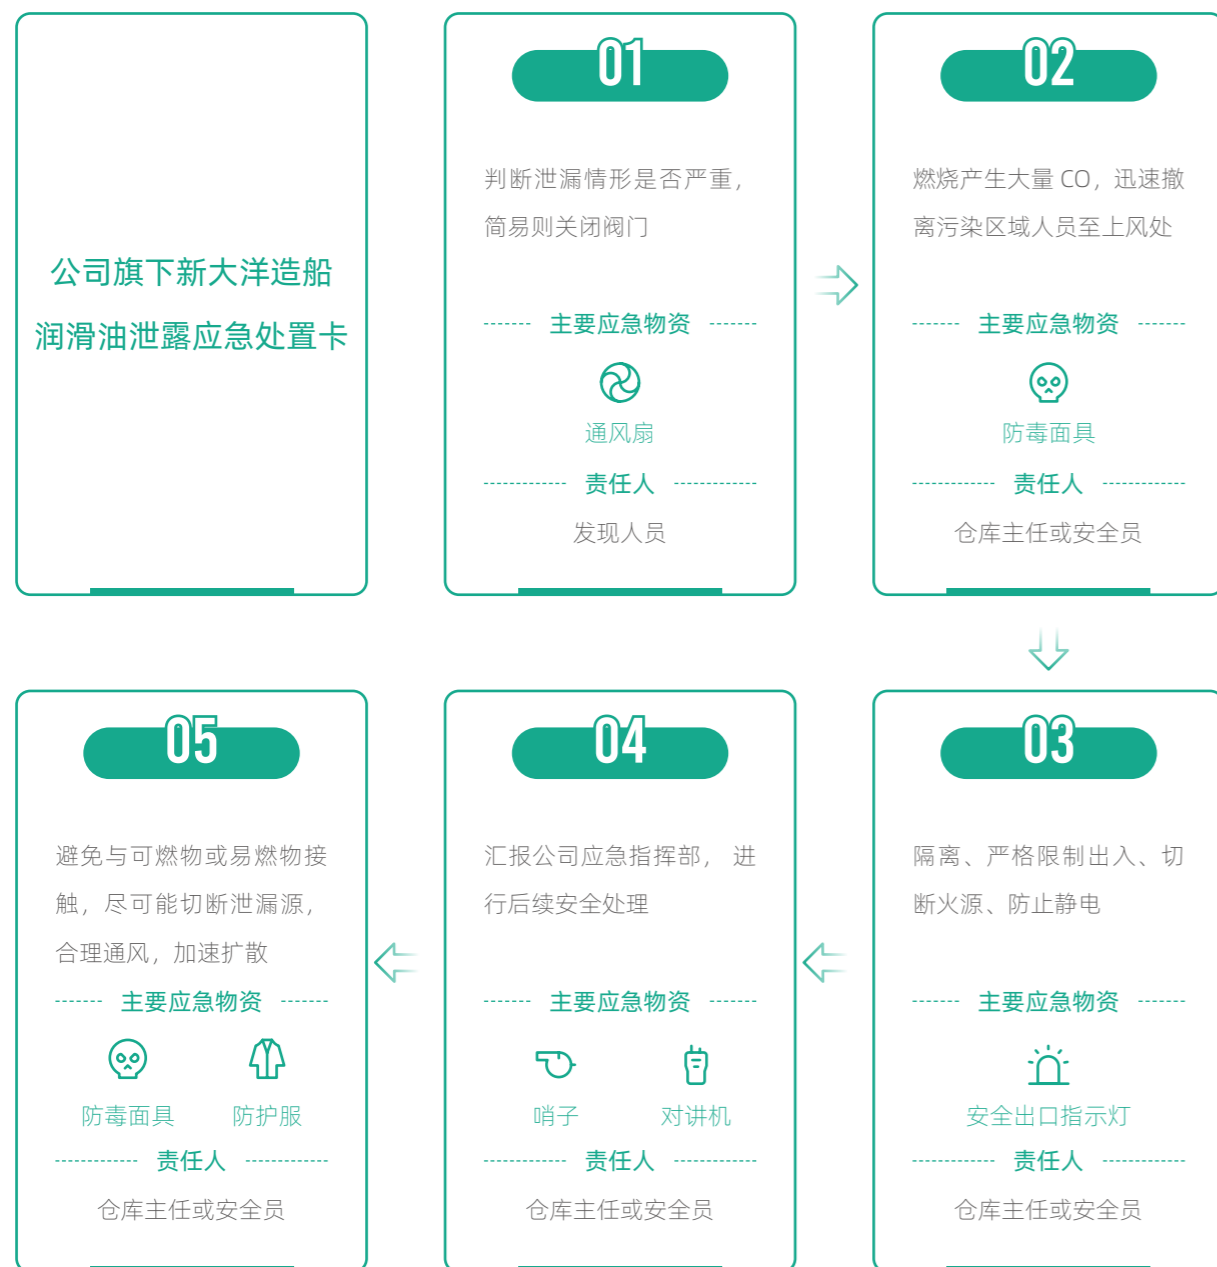 公司旗下新大洋造船
润滑油泄露应急处置卡
01
判断泄漏情形是否严重，
简易则关闭阀门
主要应急物资
通风扇
责任人
发现人员
02
燃烧产生大量 CO，迅速撤
离污染区域人员至上风处
主要应急物资
防毒面具
责任人
仓库主任或安全员
03
隔离、严格限制出入、切
断火源、防止静电
主要应急物资
安全出口指示灯
责任人
仓库主任或安全员
04
汇报公司应急指挥部， 进
行后续安全处理
主要应急物资
哨子 对讲机
责任人
仓库主任或安全员
05
避免与可燃物或易燃物接
触，尽可能切断泄漏源，
合理通风，加速扩散
主要应急物资
防毒面具 防护服
责任人
仓库主任或安全员